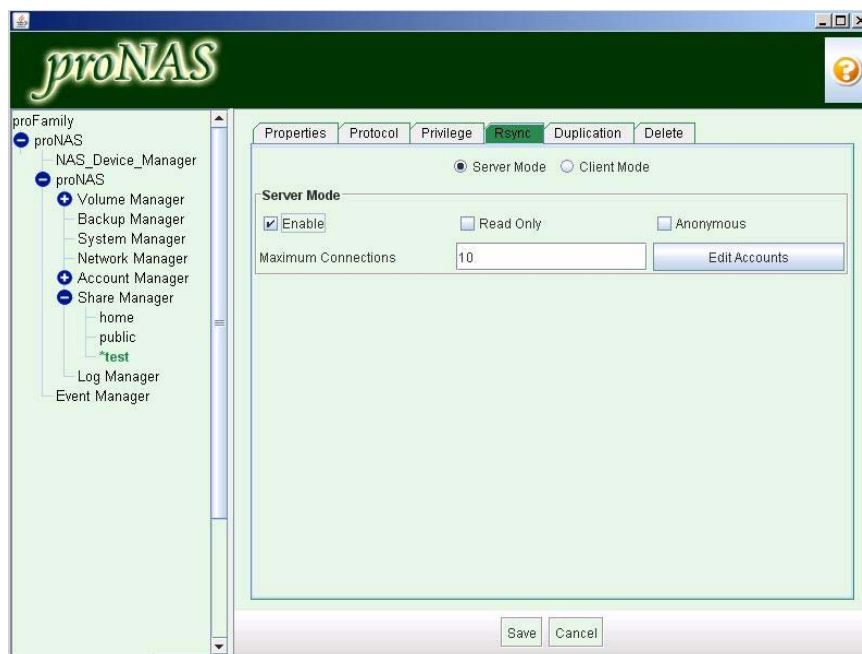 proNAS
proFamily
proNAS
NAS_Device_Manager
proNAS
Volume Manager
Backup Manager
System Manager
Network Manager
Account Manager
Share Manager
home
public
*test
Log Manager
Event Manager
Properties Protocol Privilege Rsync Duplication Delete
Server Mode Client Mode
Server Mode
Enable Read Only Anonymous
Maximum Connections 10 Edit Accounts
Save Cancel